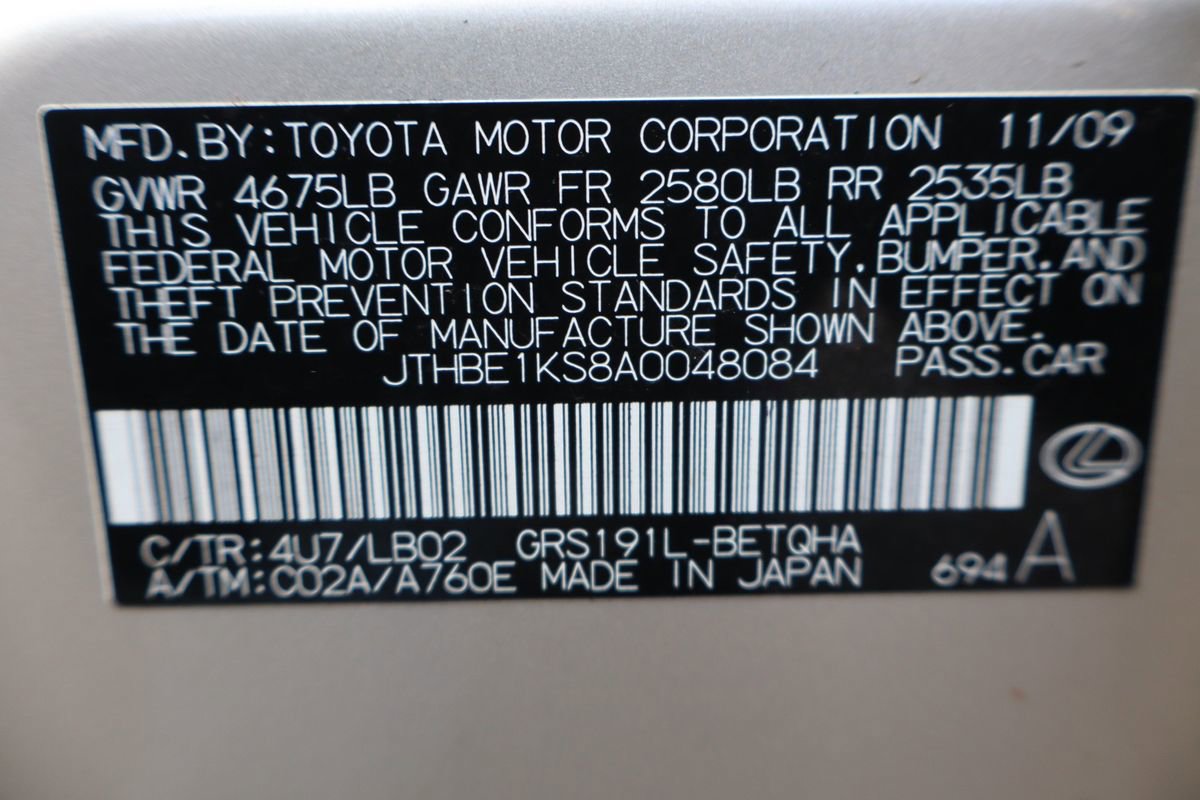 MFD.BY:TOYOTA MOTOR CORPORATION 11/09
GVWR 4675LB GAWR FR 2580LB RR 2535LB
THIS VEHICLE CONFORMS TO ALL APPLICABLE
FEDERAL MOTOR VEHICLE SAFETY,BUMPER,AND
THEFT PREVENTION STANDARDS IN EFFECT ON
THE DATE OF MANUFACTURE SHOWN ABOVE.
JTHBE1KS8A0048084 PASS.CAR
C/TR:4U7/LB02 GRS191L-BETQHA
A/TM:C02A/A760E MADE IN JAPAN 694 A